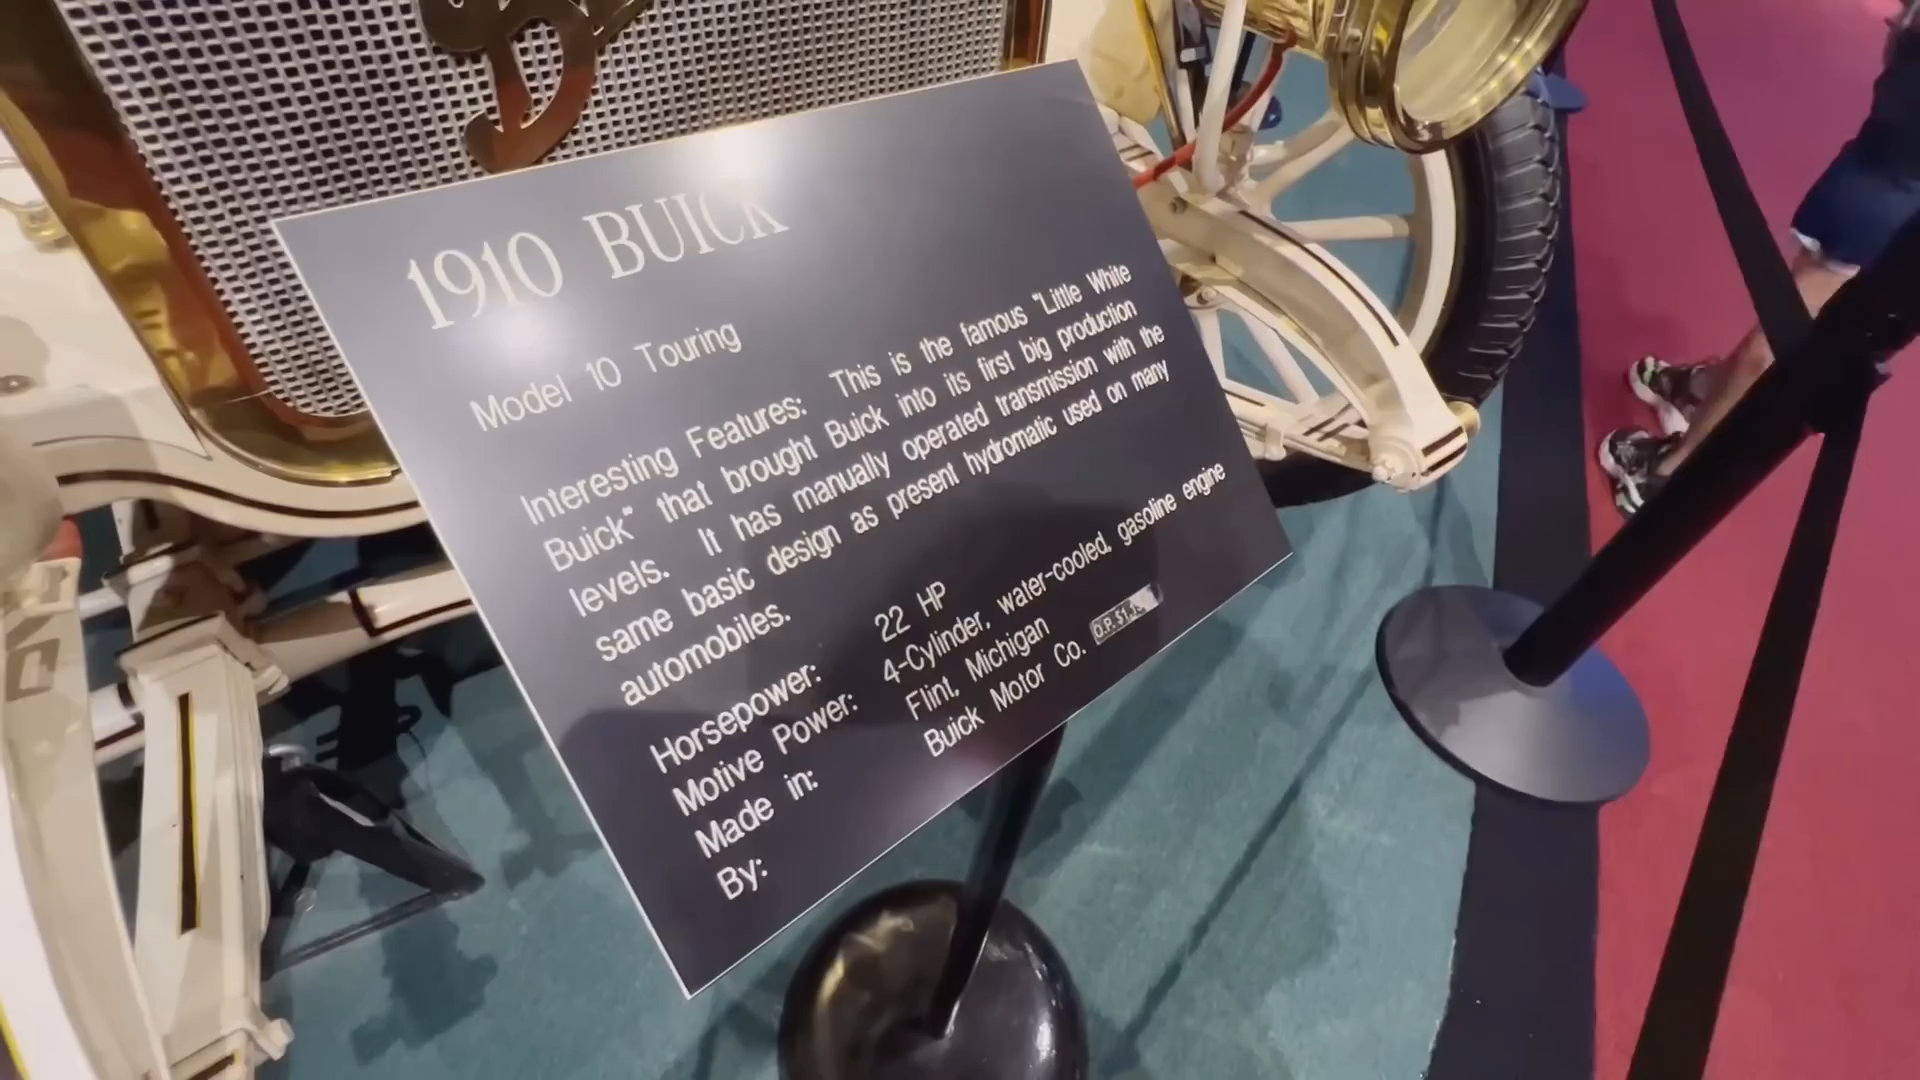 1910 BUICK
Model 10 Touring
Interesting Features: This is the famous "Little White
Buick" that brought Buick into its first big production
levels. It has manually operated transmission with the
same basic design as present hydromatic used on many
automobiles.
Horsepower: 22 HP
Motive Power: 4-Cylinder, water-cooled, gasoline engine
Made in: Flint, Michigan
By: Buick Motor Co.
O.P.